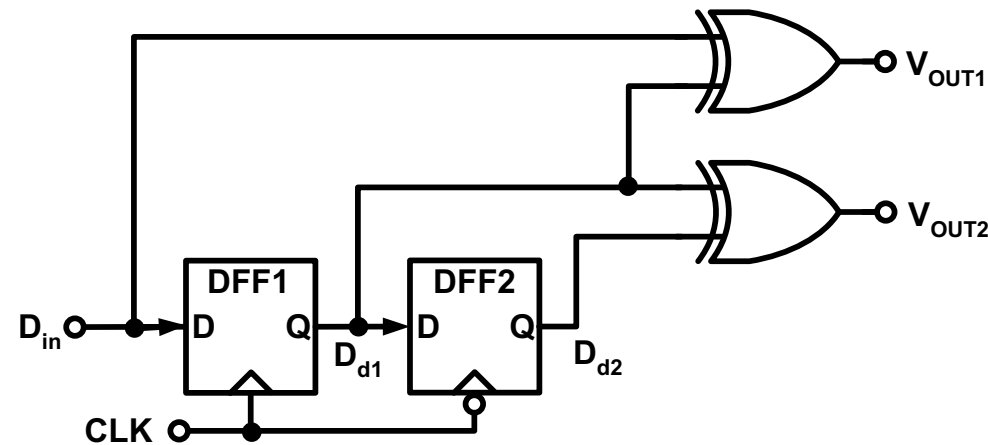 V_OUT1
V_OUT2
DFF1
DFF2
D_in
D
Q
D
Q
D_d1
D_d2
CLK